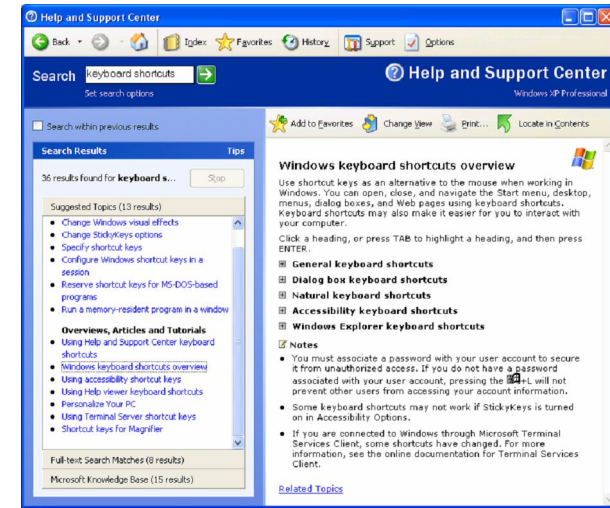 Help and Support Center
Back Index Favorites History Support Options
Search keyboard shortcuts
Set search options
Help and Support Center
Windows XP Professional
Search within previous results
Add to Favorites Change View Print... Locate in Contents
Search Results Tips
36 results found for keyboard s... Stop
Suggested Topics (13 results)
Change Windows visual effects
Change StickyKeys options
Specify shortcut keys
Configure Windows shortcut keys in a
session
Reserve shortcut keys for MS-DOS-based
programs
Run a memory-resident program in a window
Overviews, Articles and Tutorials
Using Help and Support Center keyboard
shortcuts
Windows keyboard shortcuts overview
Using accessibility shortcut keys
Using Help viewer keyboard shortcuts
Personalize Your PC
Using Terminal Server shortcut keys
Shortcut keys for Magnifier
Full-text Search Matches (8 results)
Microsoft Knowledge Base (15 results)
Windows keyboard shortcuts overview
Use shortcut keys as an alternative to the mouse when working in
Windows. You can open, close, and navigate the Start menu, desktop,
menus, dialog boxes, and Web pages using keyboard shortcuts.
Keyboard shortcuts may also make it easier for you to interact with
your computer.
Click a heading, or press TAB to highlight a heading, and then press
ENTER.
General keyboard shortcuts
Dialog box keyboard shortcuts
Natural keyboard shortcuts
Accessibility keyboard shortcuts
Windows Explorer keyboard shortcuts
Notes
You must associate a password with your user account to secure
it from unauthorized access. If you do not have a password
associated with your user account, pressing the +L will not
prevent other users from accessing your account information.
Some keyboard shortcuts may not work if StickyKeys is turned
on in Accessibility Options.
If you are connected to Windows through Microsoft Terminal
Services Client, some shortcuts have changed. For more
information, see the online documentation for Terminal Services
Client.
Related Topics